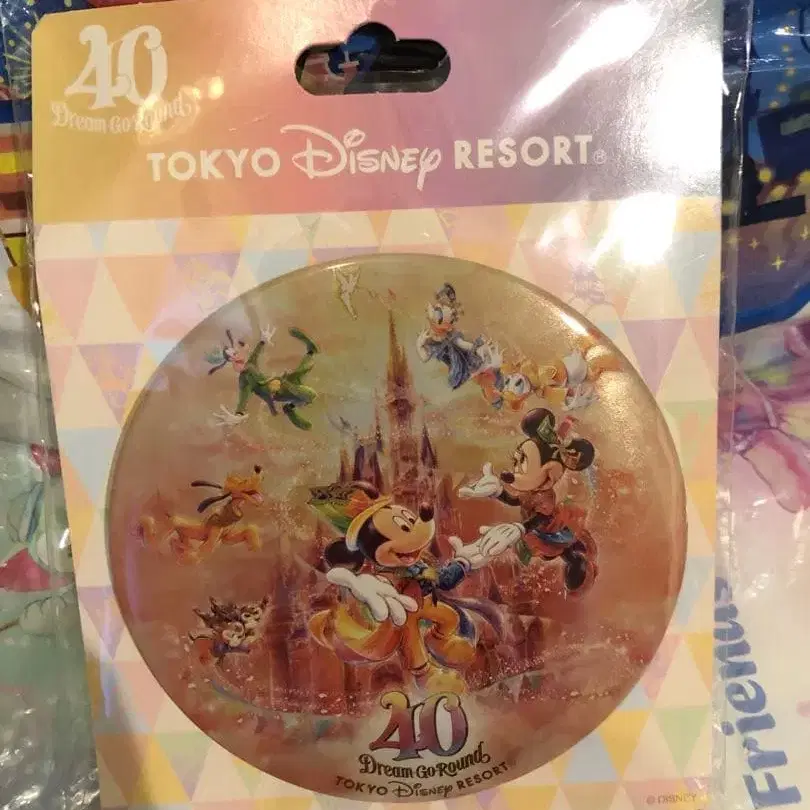 40
Dream Go Round
TOKYO Disney RESORT®
40
Dream Go Round
TOKYO Disney RESORT
Friends
© DISNEY